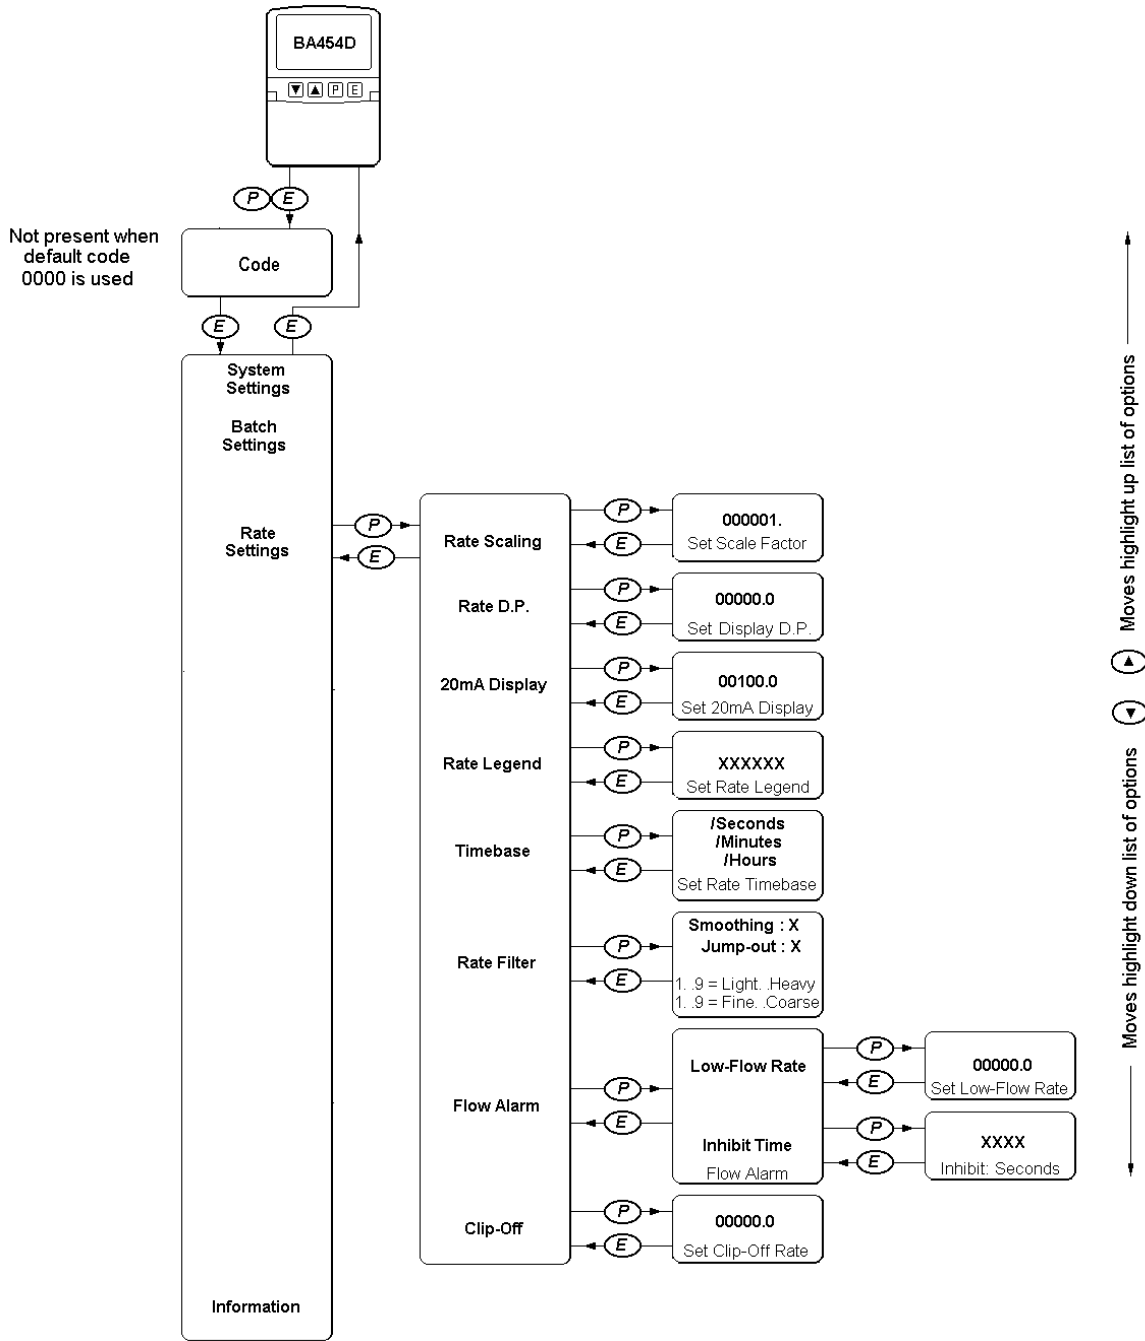 BA454D
P
E
P
E
Not present when
default code
0000 is used
Code
E
E
System
Settings
Batch
Settings
Rate
Settings
P
E
Rate Scaling
P
E
000001.
Set Scale Factor
Rate D.P.
P
E
00000.0
Set Display D.P.
20mA Display
P
E
00100.0
Set 20mA Display
Rate Legend
P
E
XXXXXX
Set Rate Legend
Timebase
P
E
/Seconds
/Minutes
/Hours
Set Rate Timebase
Rate Filter
P
E
Smoothing : X
Jump-out : X
1. .9 = Light. .Heavy
1. .9 = Fine. .Coarse
Flow Alarm
P
E
Low-Flow Rate
P
E
00000.0
Set Low-Flow Rate
Inhibit Time
Flow Alarm
P
E
XXXX
Inhibit: Seconds
Clip-Off
P
E
00000.0
Set Clip-Off Rate
Information
Moves highlight up list of options
Moves highlight down list of options